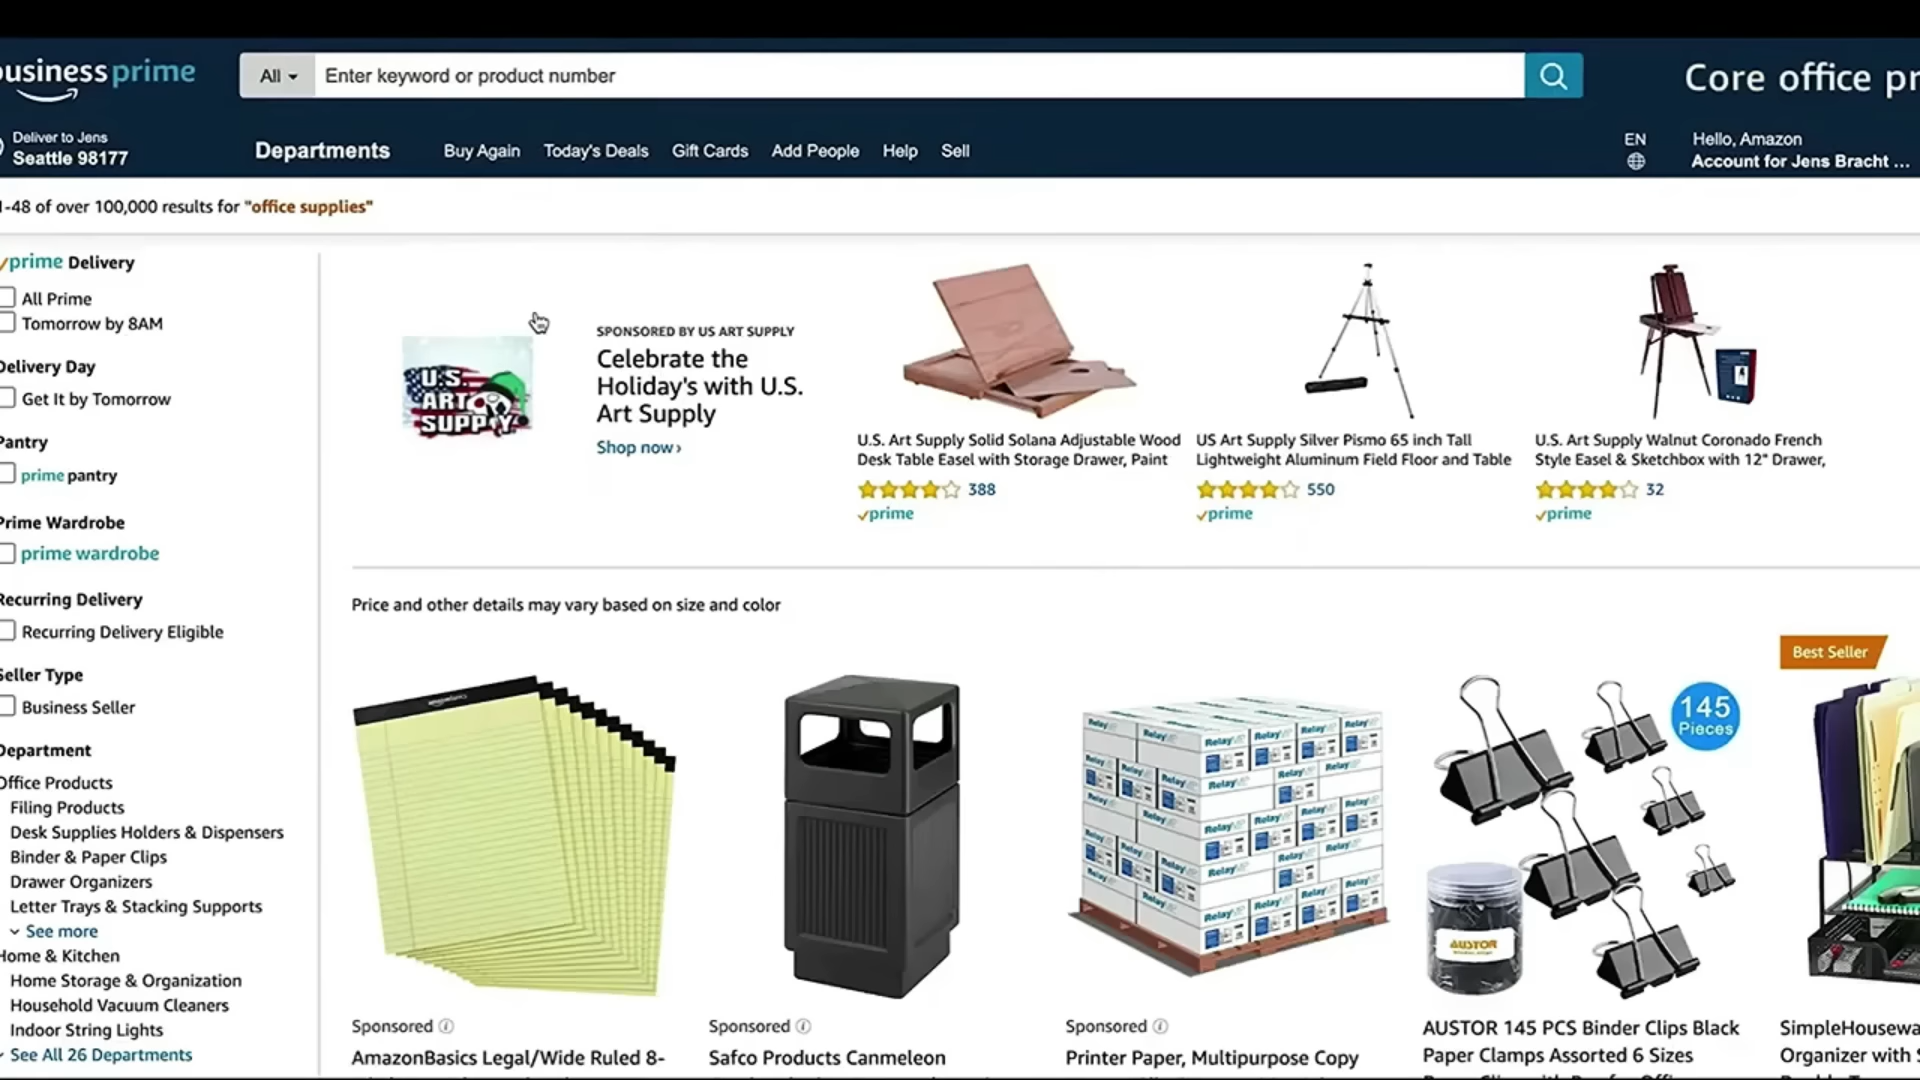 business prime
All
Enter keyword or product number
Core office pr
Deliver to Jens
Seattle 98177
Departments
Buy Again
Today's Deals
Gift Cards
Add People
Help
Sell
EN
Hello, Amazon
Account for Jens Bracht ...
1-48 of over 100,000 results for "office supplies"
prime Delivery
All Prime
Tomorrow by 8AM
Delivery Day
Get It by Tomorrow
Pantry
prime pantry
Prime Wardrobe
prime wardrobe
Recurring Delivery
Recurring Delivery Eligible
Seller Type
Business Seller
Department
Office Products
Filing Products
Desk Supplies Holders & Dispensers
Binder & Paper Clips
Drawer Organizers
Letter Trays & Stacking Supports
See more
Home & Kitchen
Home Storage & Organization
Household Vacuum Cleaners
Indoor String Lights
See All 26 Departments
U.S.
ART
SUPPLY
SPONSORED BY US ART SUPPLY
Celebrate the
Holiday's with U.S.
Art Supply
Shop now ›
U.S. Art Supply Solid Solana Adjustable Wood
Desk Table Easel with Storage Drawer, Paint
388
prime
US Art Supply Silver Pismo 65 inch Tall
Lightweight Aluminum Field Floor and Table
550
prime
U.S. Art Supply Walnut Coronado French
Style Easel & Sketchbox with 12" Drawer,
32
prime
Price and other details may vary based on size and color
Sponsored
AmazonBasics Legal/Wide Ruled 8-
Sponsored
Safco Products Canmeleon
Relay
Sponsored
Printer Paper, Multipurpose Copy
145
Pieces
AUSTOR
AUSTOR 145 PCS Binder Clips Black
Paper Clamps Assorted 6 Sizes
Best Seller
SimpleHousewa
Organizer with S